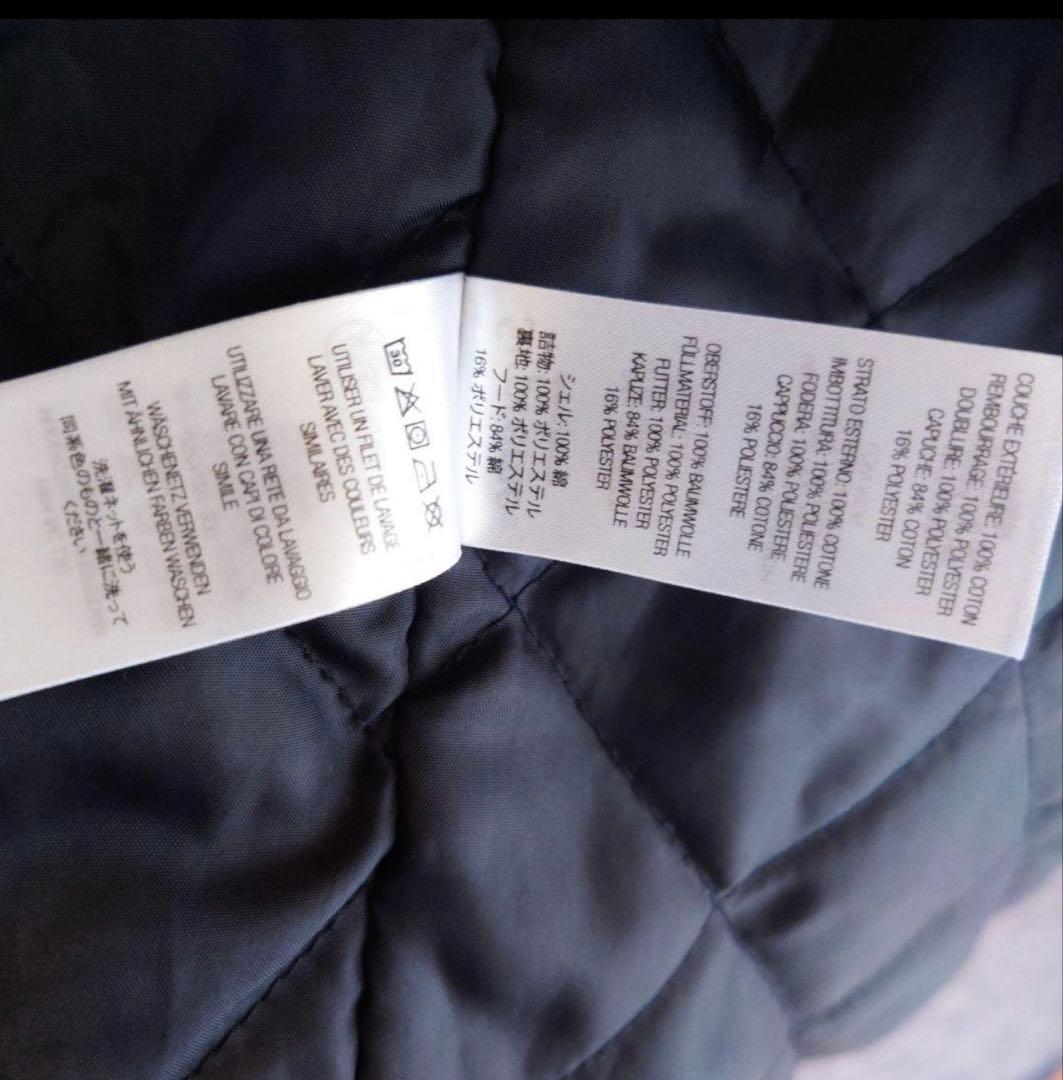 COUCHE EXTÉRIEURE: 100% COTON
REMBOURRAGE: 100% POLYESTER
DOUBLURE: 100% POLYESTER
CAPUCHE: 84% COTON
16% POLYESTER
STRATO ESTERNO: 100% COTONE
IMBOTTITURA: 100% POLIESTERE
FODERA: 100% POLIESTERE
CAPPUCCIO: 84% COTONE
16% POLIESTERE
OBERSTOFF: 100% BAUMWOLLE
FÜLLMATERIAL: 100% POLYESTER
FUTTER: 100% POLYESTER
KAPUZE: 84% BAUMWOLLE
16% POLYESTER
シェル: 100% 綿
詰物: 100% ポリエステル
裏地: 100% ポリエステル
フード: 84% 綿
16% ポリエステル
30
UTILISER UN FILET DE LAVAGE
LAVER AVEC DES COULEURS
SIMILAIRES
UTILIZZARE UNA RETE DA LAVAGGIO
LAVARE CON CAPI DI COLORE
SIMILE
WÄSCHENETZ VERWENDEN
MIT ÄHNLICHEN FARBEN WASCHEN
洗濯ネットを使う
同系色のものと一緒に洗って
ください